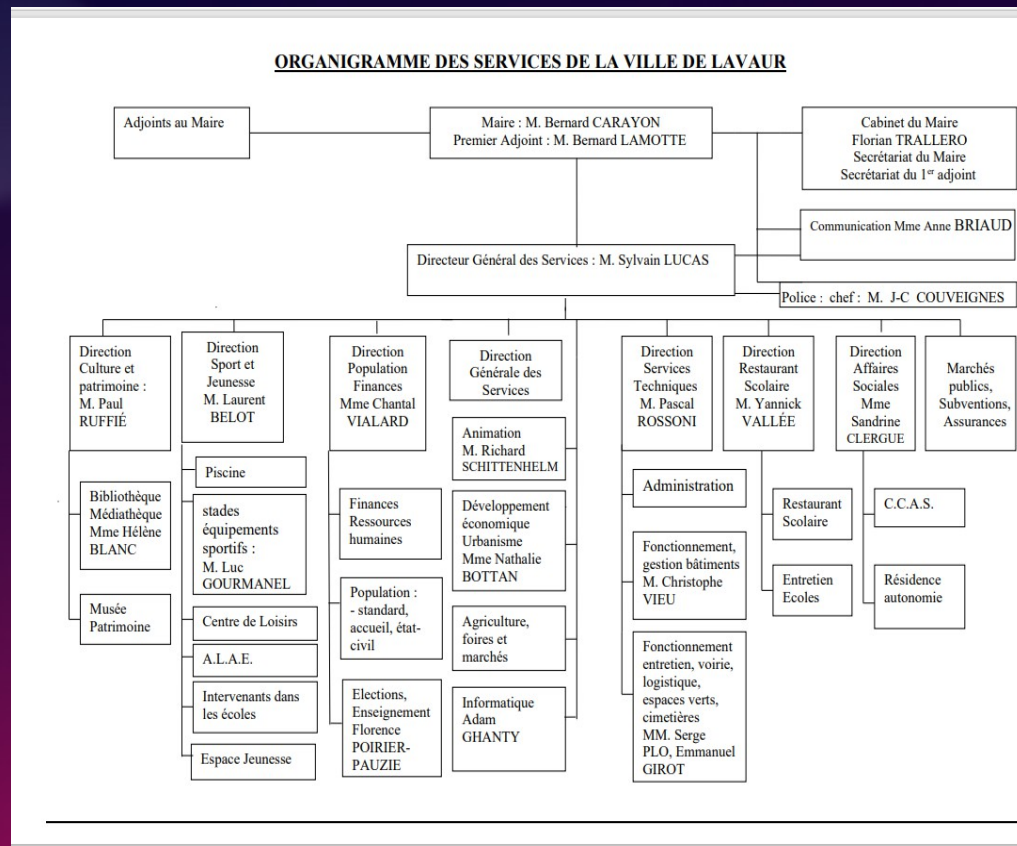 ORGANIGRAMME DES SERVICES DE LA VILLE DE LAVAUR
Adjoints au Maire
Maire : M. Bernard CARAYON
Premier Adjoint : M. Bernard LAMOTTE
Cabinet du Maire
Florian TRALLERO
Secrétariat du Maire
Secrétariat du 1er adjoint
Communication Mme Anne BRIAUD
Directeur Général des Services : M. Sylvain LUCAS
Police : chef : M. J-C COUVEIGNES
Direction
Culture et
patrimoine :
M. Paul
RUFFIÉ
Bibliothèque
Médiathèque
Mme Hélène
BLANC
Musée
Patrimoine
Direction
Sport et
Jeunesse
M. Laurent
BELOT
Piscine
stades
équipements
sportifs :
M. Luc
GOURMANEL
Centre de Loisirs
A.L.A.E.
Intervenants dans
les écoles
Espace Jeunesse
Direction
Population
Finances
Mme Chantal
VIALARD
Finances
Ressources
humaines
Population :
- standard,
accueil, état-
civil
Elections,
Enseignement
Florence
POIRIER-
PAUZIE
Direction
Générale des
Services
Animation
M. Richard
SCHITTENHELM
Développement
économique
Urbanisme
Mme Nathalie
BOTTAN
Agriculture,
foires et
marchés
Informatique
Adam
GHANTY
Direction
Services
Techniques
M. Pascal
ROSSONI
Administration
Fonctionnement,
gestion bâtiments
M. Christophe
VIEU
Fonctionnement
entretien, voirie,
logistique,
espaces verts,
cimetières
MM. Serge
PLO, Emmanuel
GIROT
Direction
Restaurant
Scolaire
M. Yannick
VALLÉE
Restaurant
Scolaire
Entretien
Ecoles
Direction
Affaires
Sociales
Mme
Sandrine
CLERGUE
C.C.A.S.
Résidence
autonomie
Marchés
publics,
Subventions,
Assurances